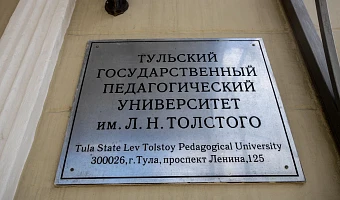 ТУЛЬСКИЙ
ГОСУДАРСТВЕННЫЙ
ПЕДАГОГИЧЕСКИЙ
УНИВЕРСИТЕТ
им. Л. Н. ТОЛСТОГО
Tula State Lev Tolstoy Pedagogical University
300026, г. Тула, проспект Ленина, 125